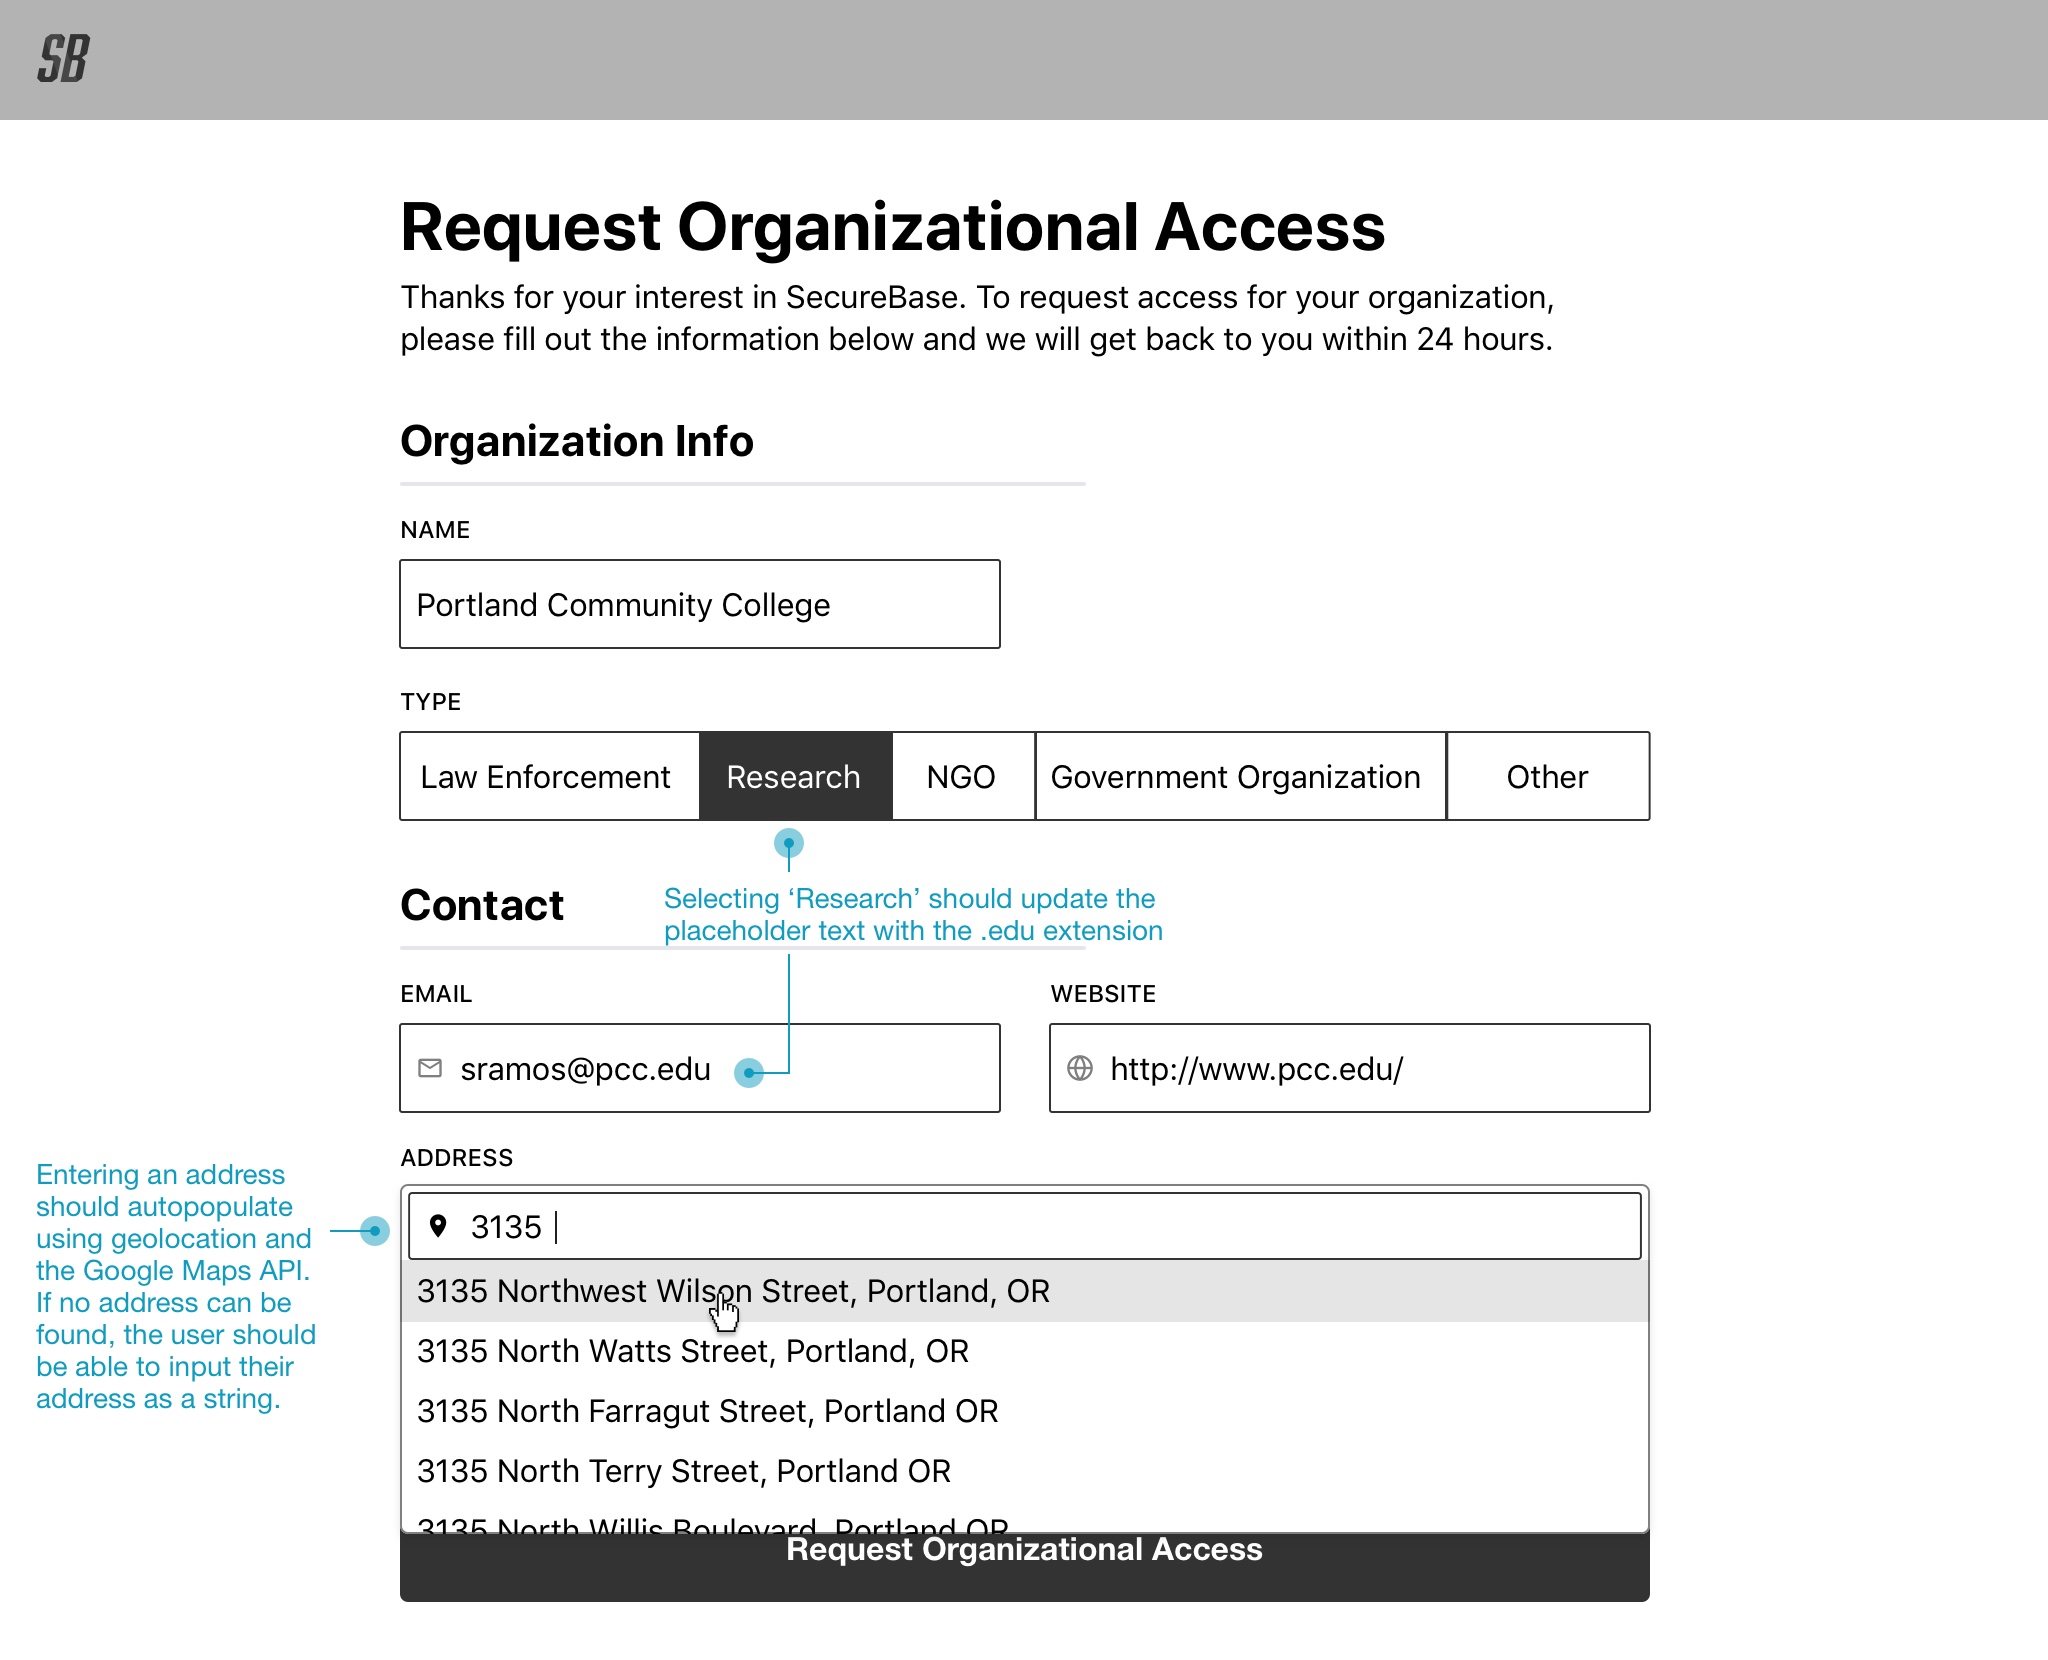 SB
Request Organizational Access
Thanks for your interest in SecureBase. To request access for your organization,
please fill out the information below and we will get back to you within 24 hours.
Organization Info
NAME
Portland Community College
TYPE
Law Enforcement
Research
NGO
Government Organization
Other
Selecting ‘Research’ should update the
placeholder text with the .edu extension
Contact
EMAIL
WEBSITE
sramos@pcc.edu
http://www.pcc.edu/
ADDRESS
Entering an address
should autopopulate
using geolocation and
the Google Maps API.
If no address can be
found, the user should
be able to input their
address as a string.
3135
3135 Northwest Wilson Street, Portland, OR
3135 North Watts Street, Portland, OR
3135 North Farragut Street, Portland OR
3135 North Terry Street, Portland OR
3135 North Willis Boulevard, Portland OR
Request Organizational Access